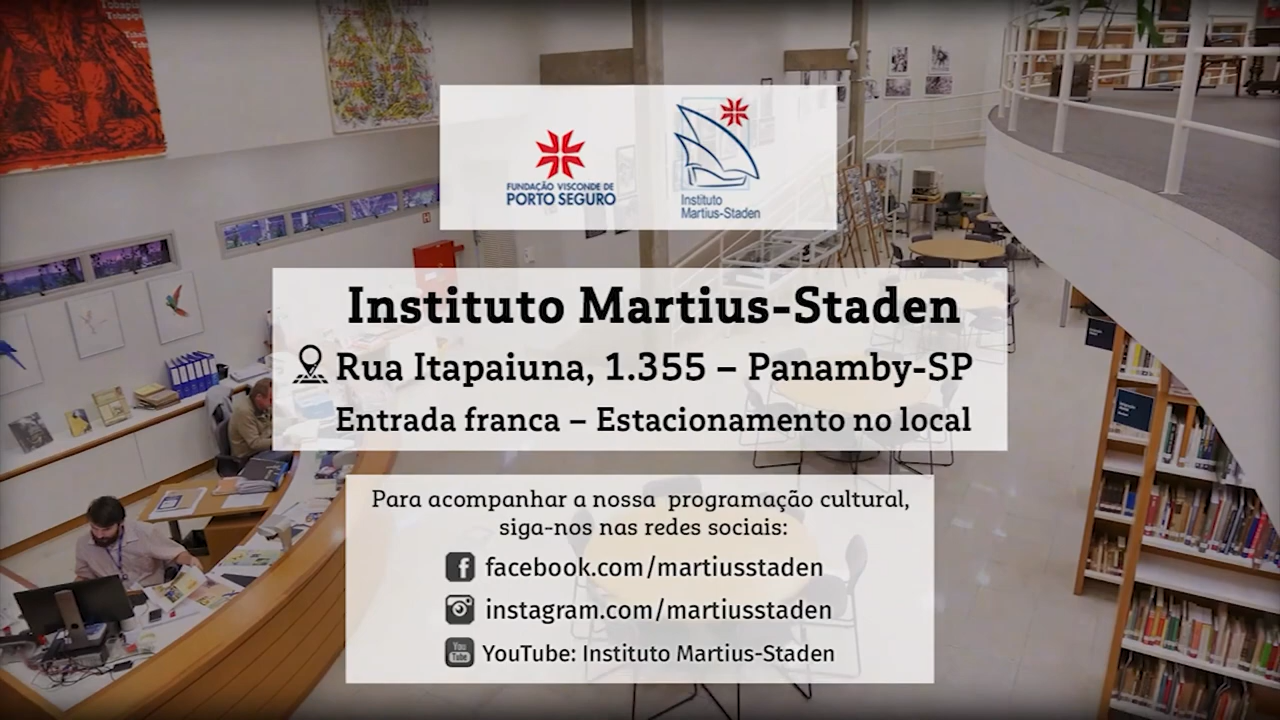 FUNDAÇÃO VISCONDE DE
PORTO SEGURO
Instituto
Martius-Staden
Instituto Martius-Staden
Rua Itapaiuna, 1.355 – Panamby-SP
Entrada franca – Estacionamento no local
Para acompanhar a nossa programação cultural,
siga-nos nas redes sociais:
facebook.com/martiusstaden
instagram.com/martiusstaden
You
Tube
YouTube: Instituto Martius-Staden